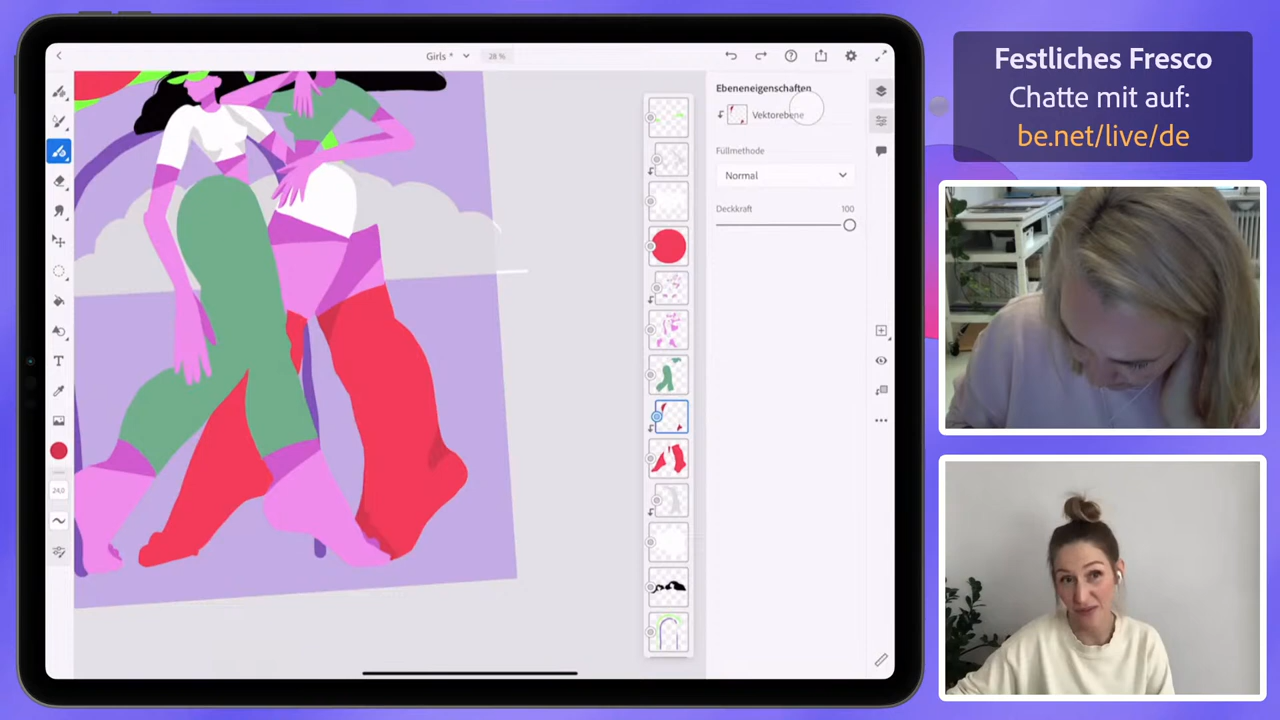 Girls *
28 %
Ebeneneigenschaften
Vektorebene
Füllmethode
Normal
Deckkraft
100
T
24,0
Festliches Fresco
Chatte mit auf:
be.net/live/de